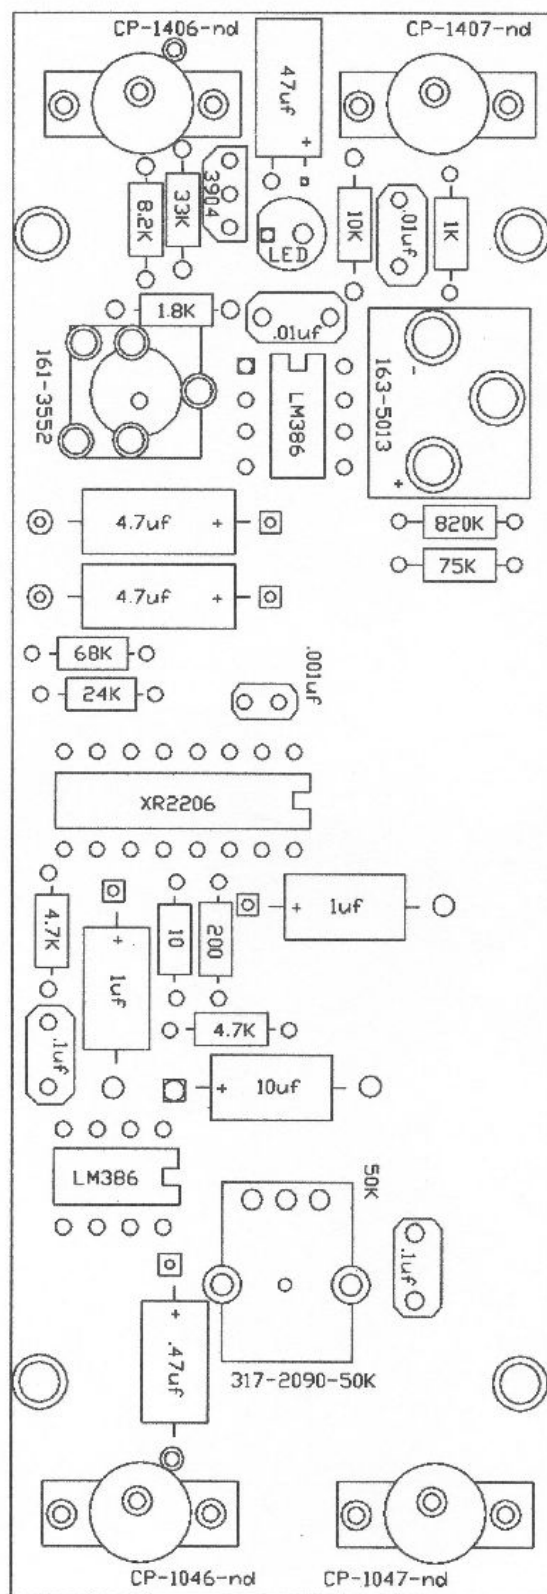 CP-1406-nd
CP-1407-nd
47uf
+
3904
33K
8.2K
LED
10K
.01uf
1K
1.8K
.01uf
161-3552
LM386
163-5013
-
+
4.7uf +
820K
75K
4.7uf +
68K
24K
.001uf
XR2206
4.7K
+
1uf
10
200
+ 1uf
4.7K
.1uf
+ 10uf
LM386
50K
.1uf
+
.47uf
317-2090-50K
CP-1046-nd
CP-1047-nd